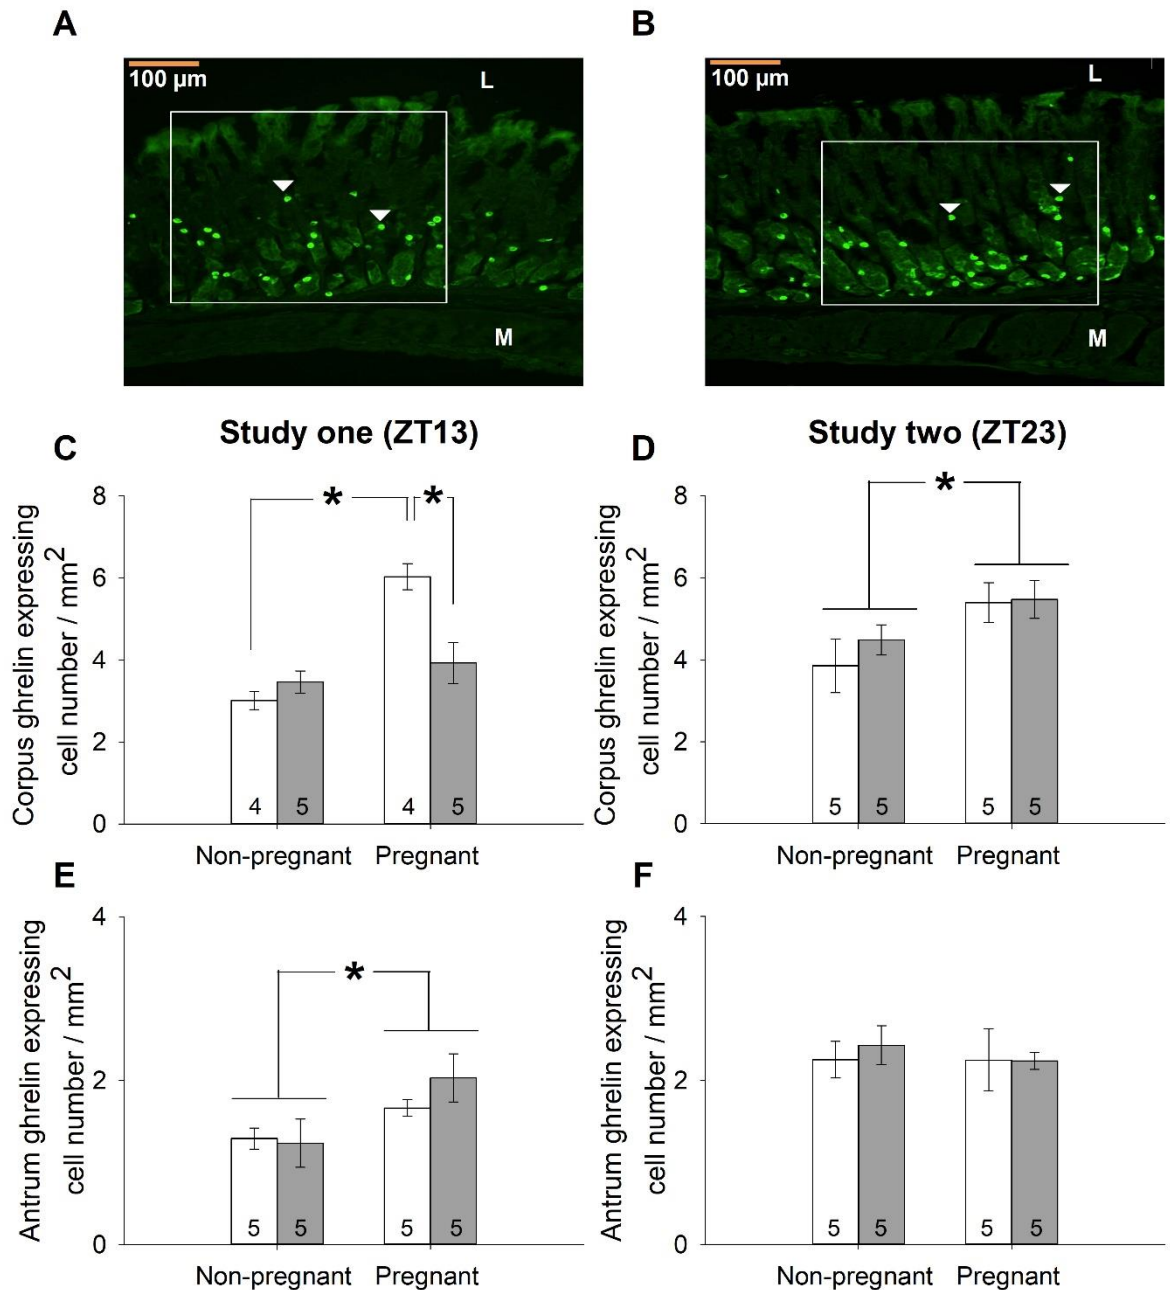 A
B
100 µm
L
M
100 µm
L
M
C
Study one (ZT13)
D
Study two (ZT23)
Corpus ghrelin expressing
cell number / mm²
8
6
4
2
0
*
*
4
5
4
5
Non-pregnant
Pregnant
Corpus ghrelin expressing
cell number / mm²
8
6
4
2
0
*
5
5
5
5
Non-pregnant
Pregnant
E
Antrum ghrelin expressing
cell number / mm²
4
2
0
*
5
5
5
5
Non-pregnant
Pregnant
F
Antrum ghrelin expressing
cell number / mm²
4
2
0
5
5
5
5
Non-pregnant
Pregnant